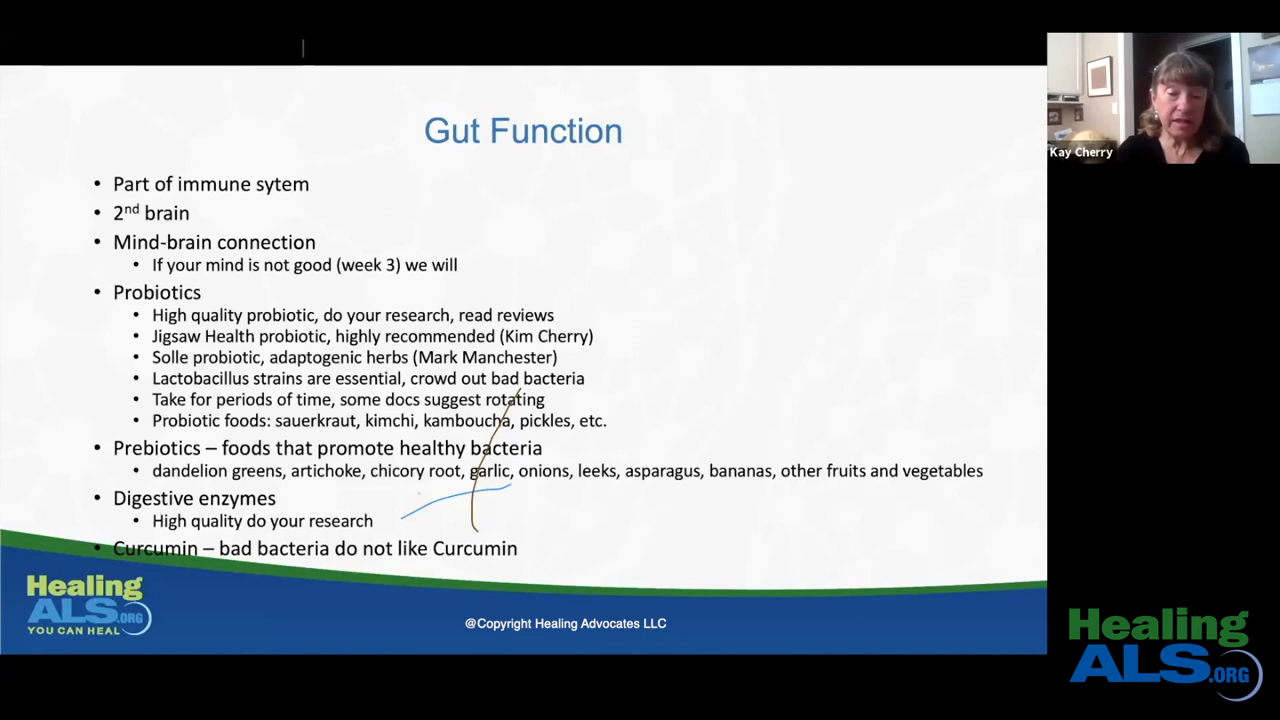 Gut Function
• Part of immune sytem
• 2nd brain
• Mind-brain connection
• If your mind is not good (week 3) we will
• Probiotics
• High quality probiotic, do your research, read reviews
• Jigsaw Health probiotic, highly recommended (Kim Cherry)
• Solle probiotic, adaptogenic herbs (Mark Manchester)
• Lactobacillus strains are essential, crowd out bad bacteria
• Take for periods of time, some docs suggest rotating
• Probiotic foods: sauerkraut, kimchi, kamboucha, pickles, etc.
• Prebiotics – foods that promote healthy bacteria
• dandelion greens, artichoke, chicory root, garlic, onions, leeks, asparagus, bananas, other fruits and vegetables
• Digestive enzymes
• High quality do your research
• Curcumin – bad bacteria do not like Curcumin
Healing
ALS.ORG
YOU CAN HEAL
@Copyright Healing Advocates LLC
Kay Cherry
Healing
ALS.ORG